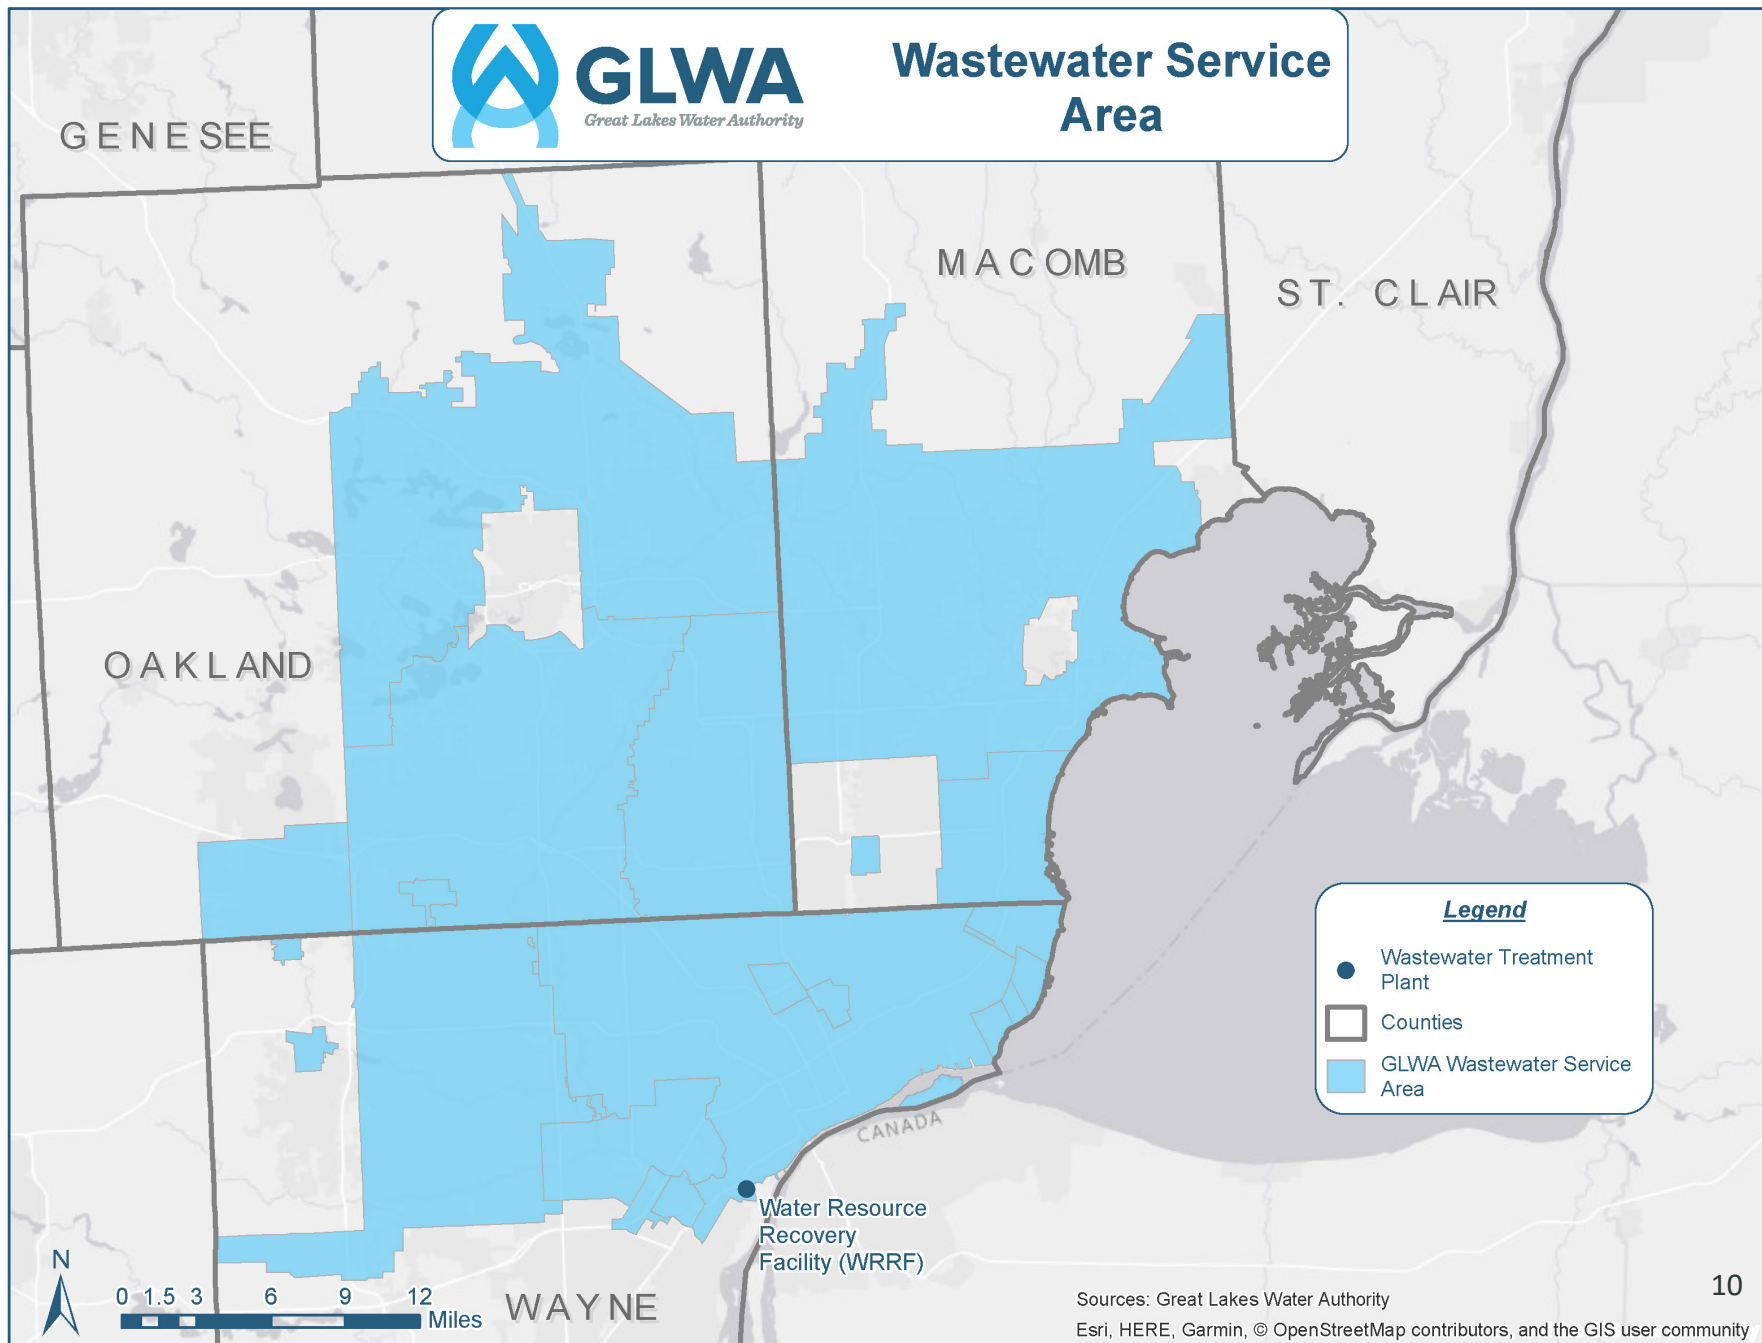 GLWA
Great Lakes Water Authority
Wastewater Service
Area
GENESEE
MACOMB
ST. CLAIR
OAKLAND
Legend
Wastewater Treatment
Plant
Counties
GLWA Wastewater Service
Area
CANADA
Water Resource
Recovery
Facility (WRRF)
N
0 1.5 3 6 9 12
Miles
WAYNE
10
Sources: Great Lakes Water Authority
Esri, HERE, Garmin, © OpenStreetMap contributors, and the GIS user community